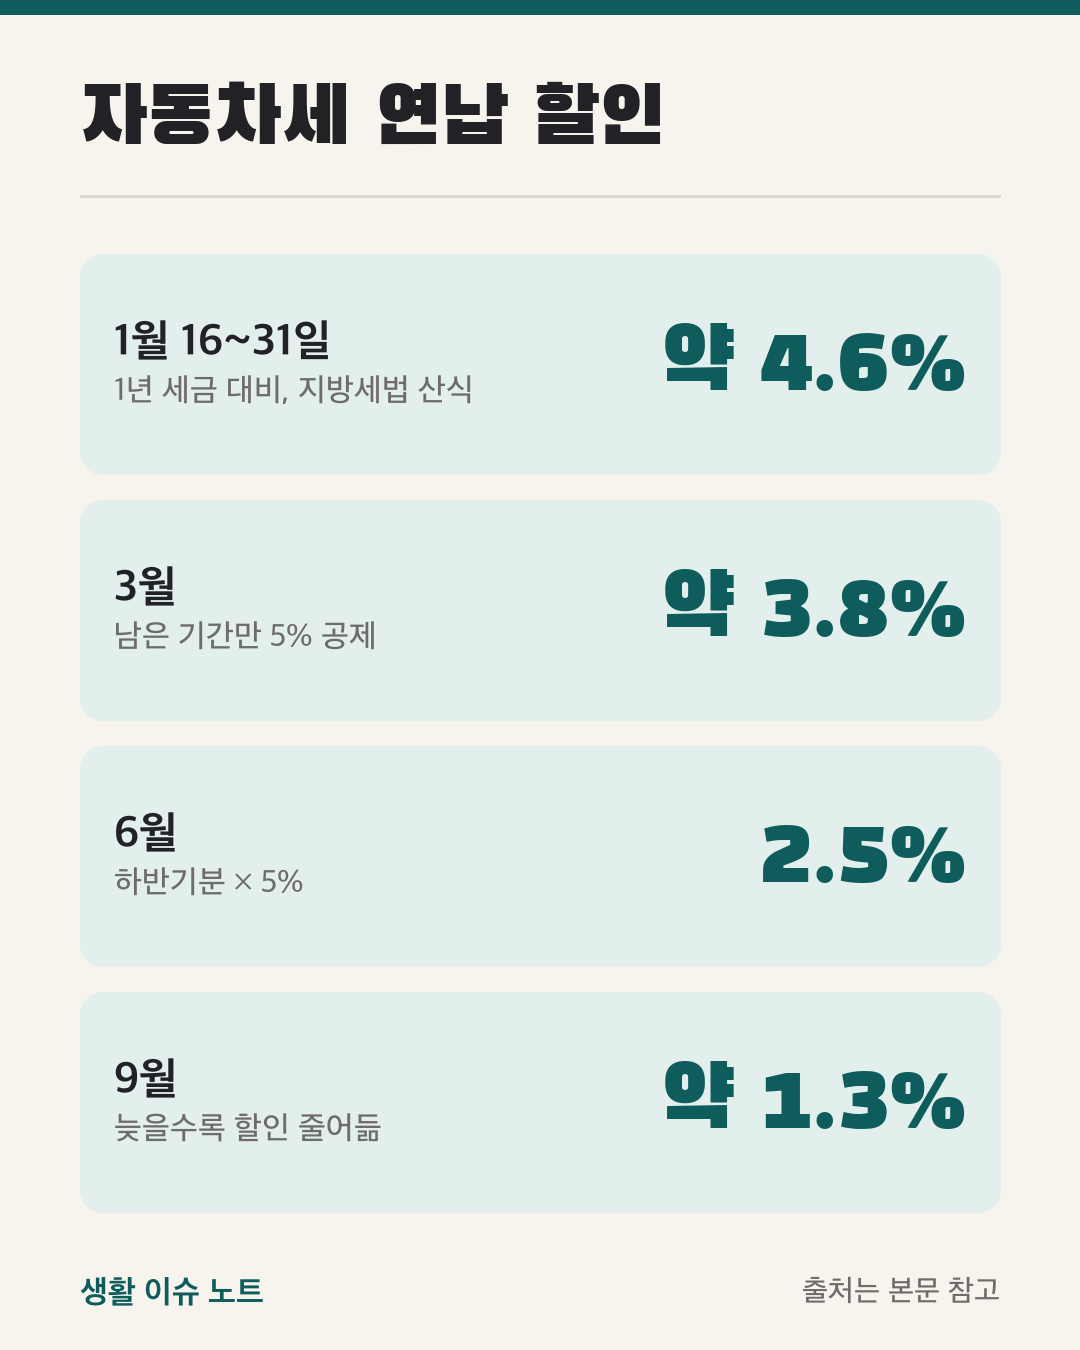 자동차세 연납 할인
1월 16~31일
1년 세금 대비, 지방세법 산식
약 4.6%
3월
남은 기간만 5% 공제
약 3.8%
6월
하반기분 × 5%
2.5%
9월
늦을수록 할인 줄어듦
약 1.3%
생활 이슈 노트
출처는 본문 참고